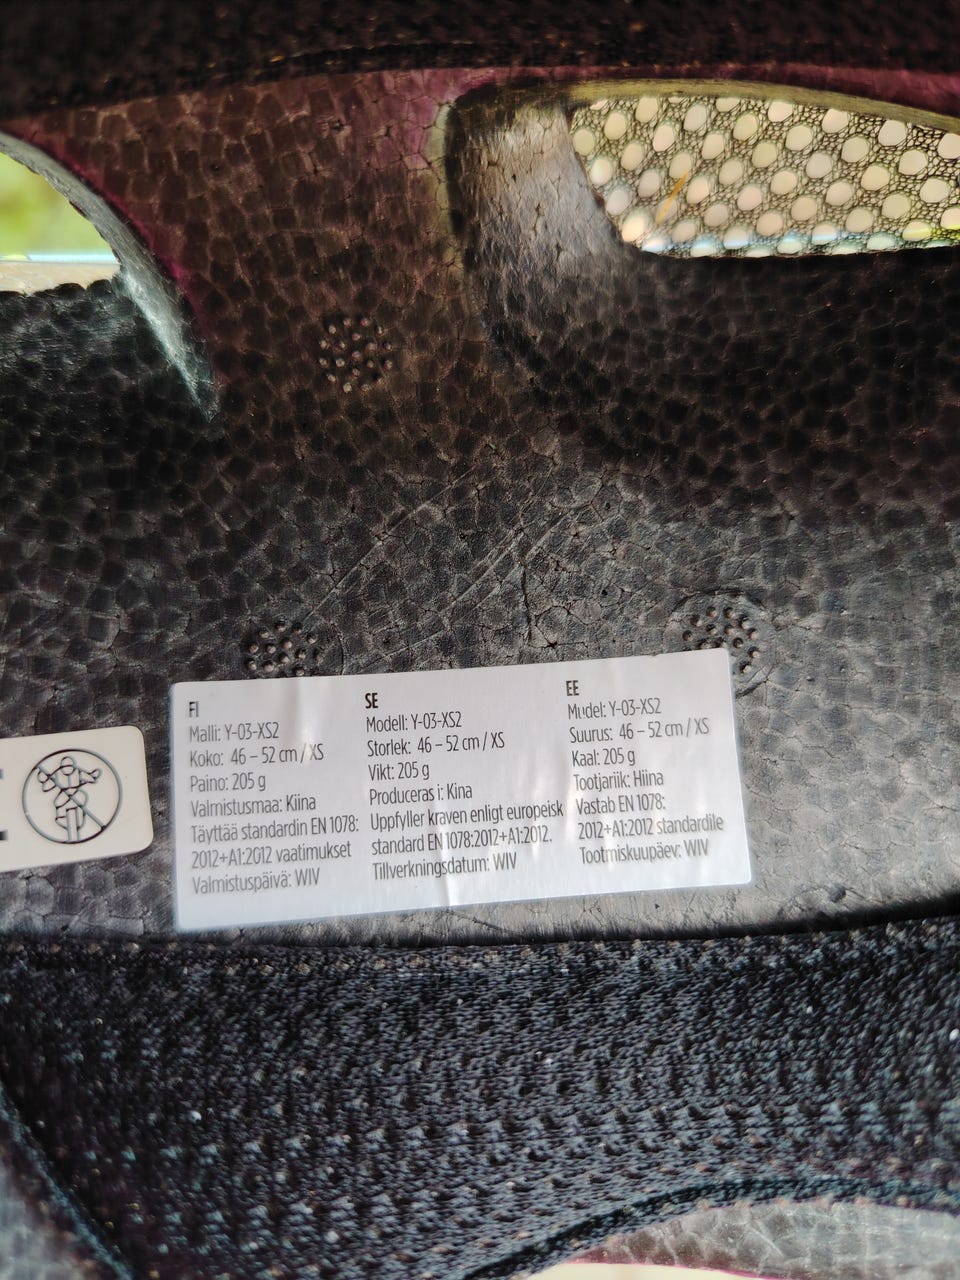 FI
Malli: Y-03-XS2
Koko: 46 – 52 cm / XS
Paino: 205 g
Valmistusmaa: Kiina
Täyttää standardin EN 1078:
2012+A1:2012 vaatimukset
Valmistuspäivä: WIV
SE
Modell: Y-03-XS2
Storlek: 46 – 52 cm / XS
Vikt: 205 g
Produceras i: Kina
Uppfyller kraven enligt europeisk
standard EN 1078:2012+A1:2012.
Tillverkningsdatum: WIV
EE
Mudel: Y-03-XS2
Suurus: 46 – 52 cm / XS
Kaal: 205 g
Tootjariik: Hiina
Vastab EN 1078:
2012+A1:2012 standardile
Tootmiskuupäev: WIV